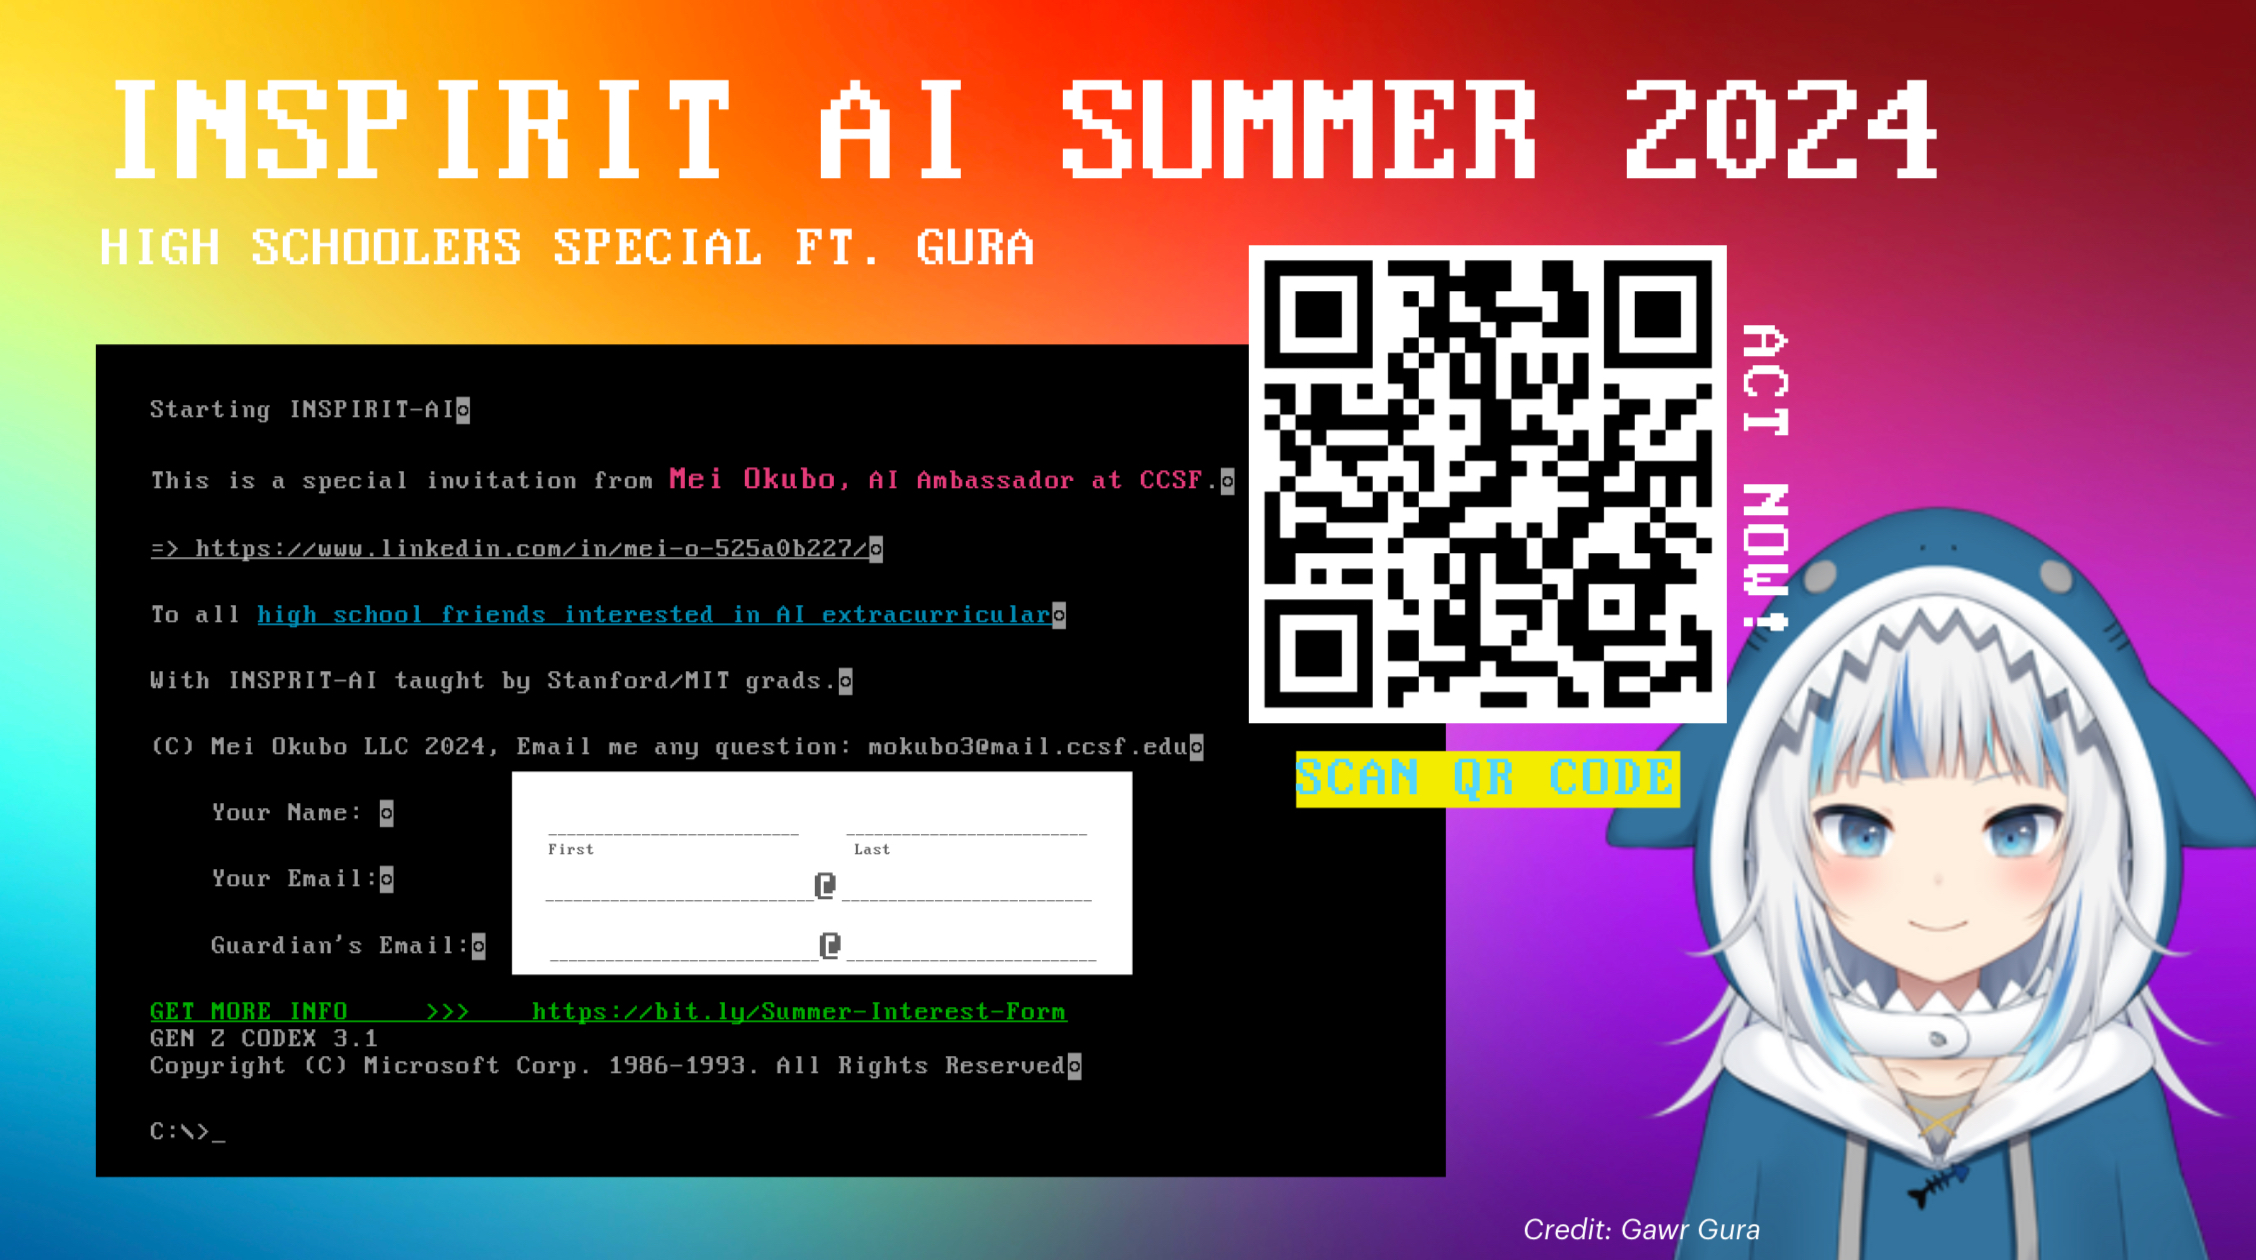 INSPIRIT AI SUMMER 2024
HIGH SCHOOLERS SPECIAL FT. GURA
Starting INSPIRIT-AI
This is a special invitation from Mei Okubo, AI Ambassador at CCSF.
=> https://www.linkedin.com/in/mei-o-525a0b227/
To all high school friends interested in AI extracurricular
With INSPRIT-AI taught by Stanford/MIT grads.
(C) Mei Okubo LLC 2024, Email me any question: mokubo3@mail.ccsf.edu
Your Name:
First Last
Your Email:
@
Guardian's Email:
@
GET MORE INFO >>> https://bit.ly/Summer-Interest-Form
GEN Z CODEX 3.1
Copyright (C) Microsoft Corp. 1986-1993. All Rights Reserved
C:\>_
ACT NOW!
SCAN QR CODE
Credit: Gawr Gura